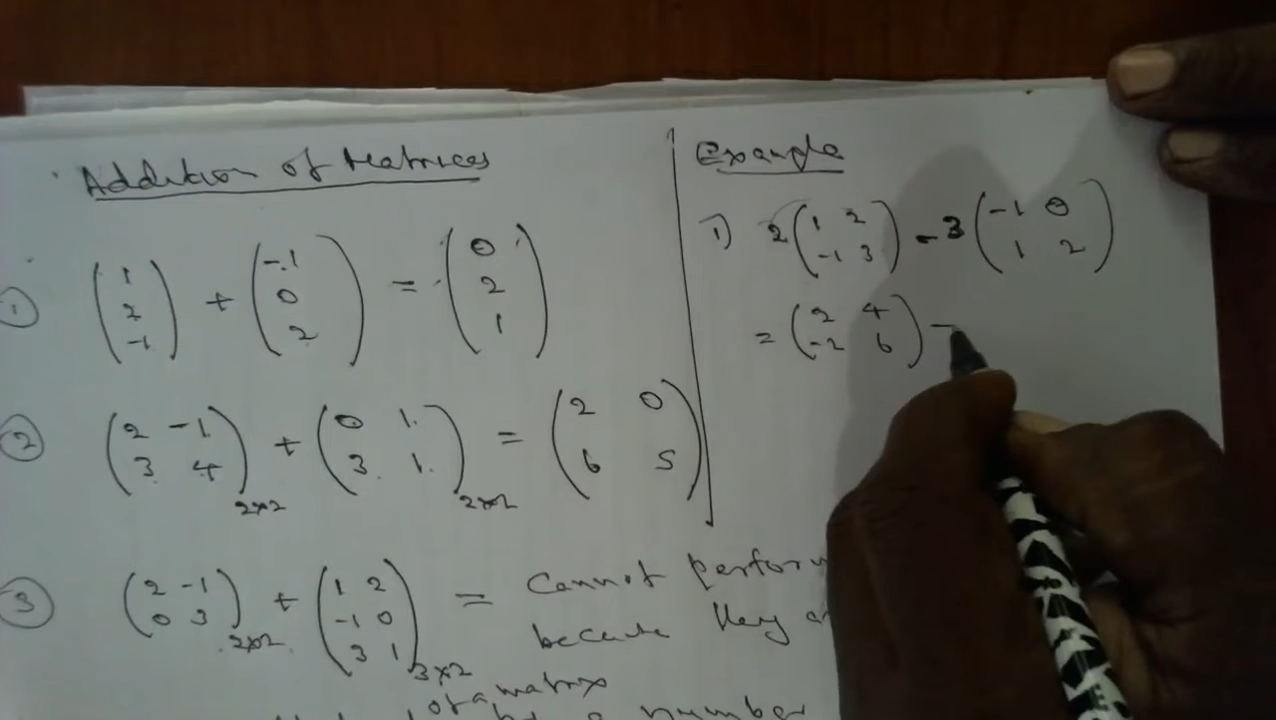 Addition of Matrices
① (1 2 -1) + (-1 0 2) = (0 2 1)
② (2 -1
3 4)2×2 + (0 1
3 1)2×2 = (2 0
6 5)
③ (2 -1
0 3)2×2 + (1 2
-1 0
3 1)3×2 = Cannot perform
because they
of a matrix
number
Example
1) 2(1 2
-1 3) - 3(-1 0
1 2)
= (2 4
-2 6) -